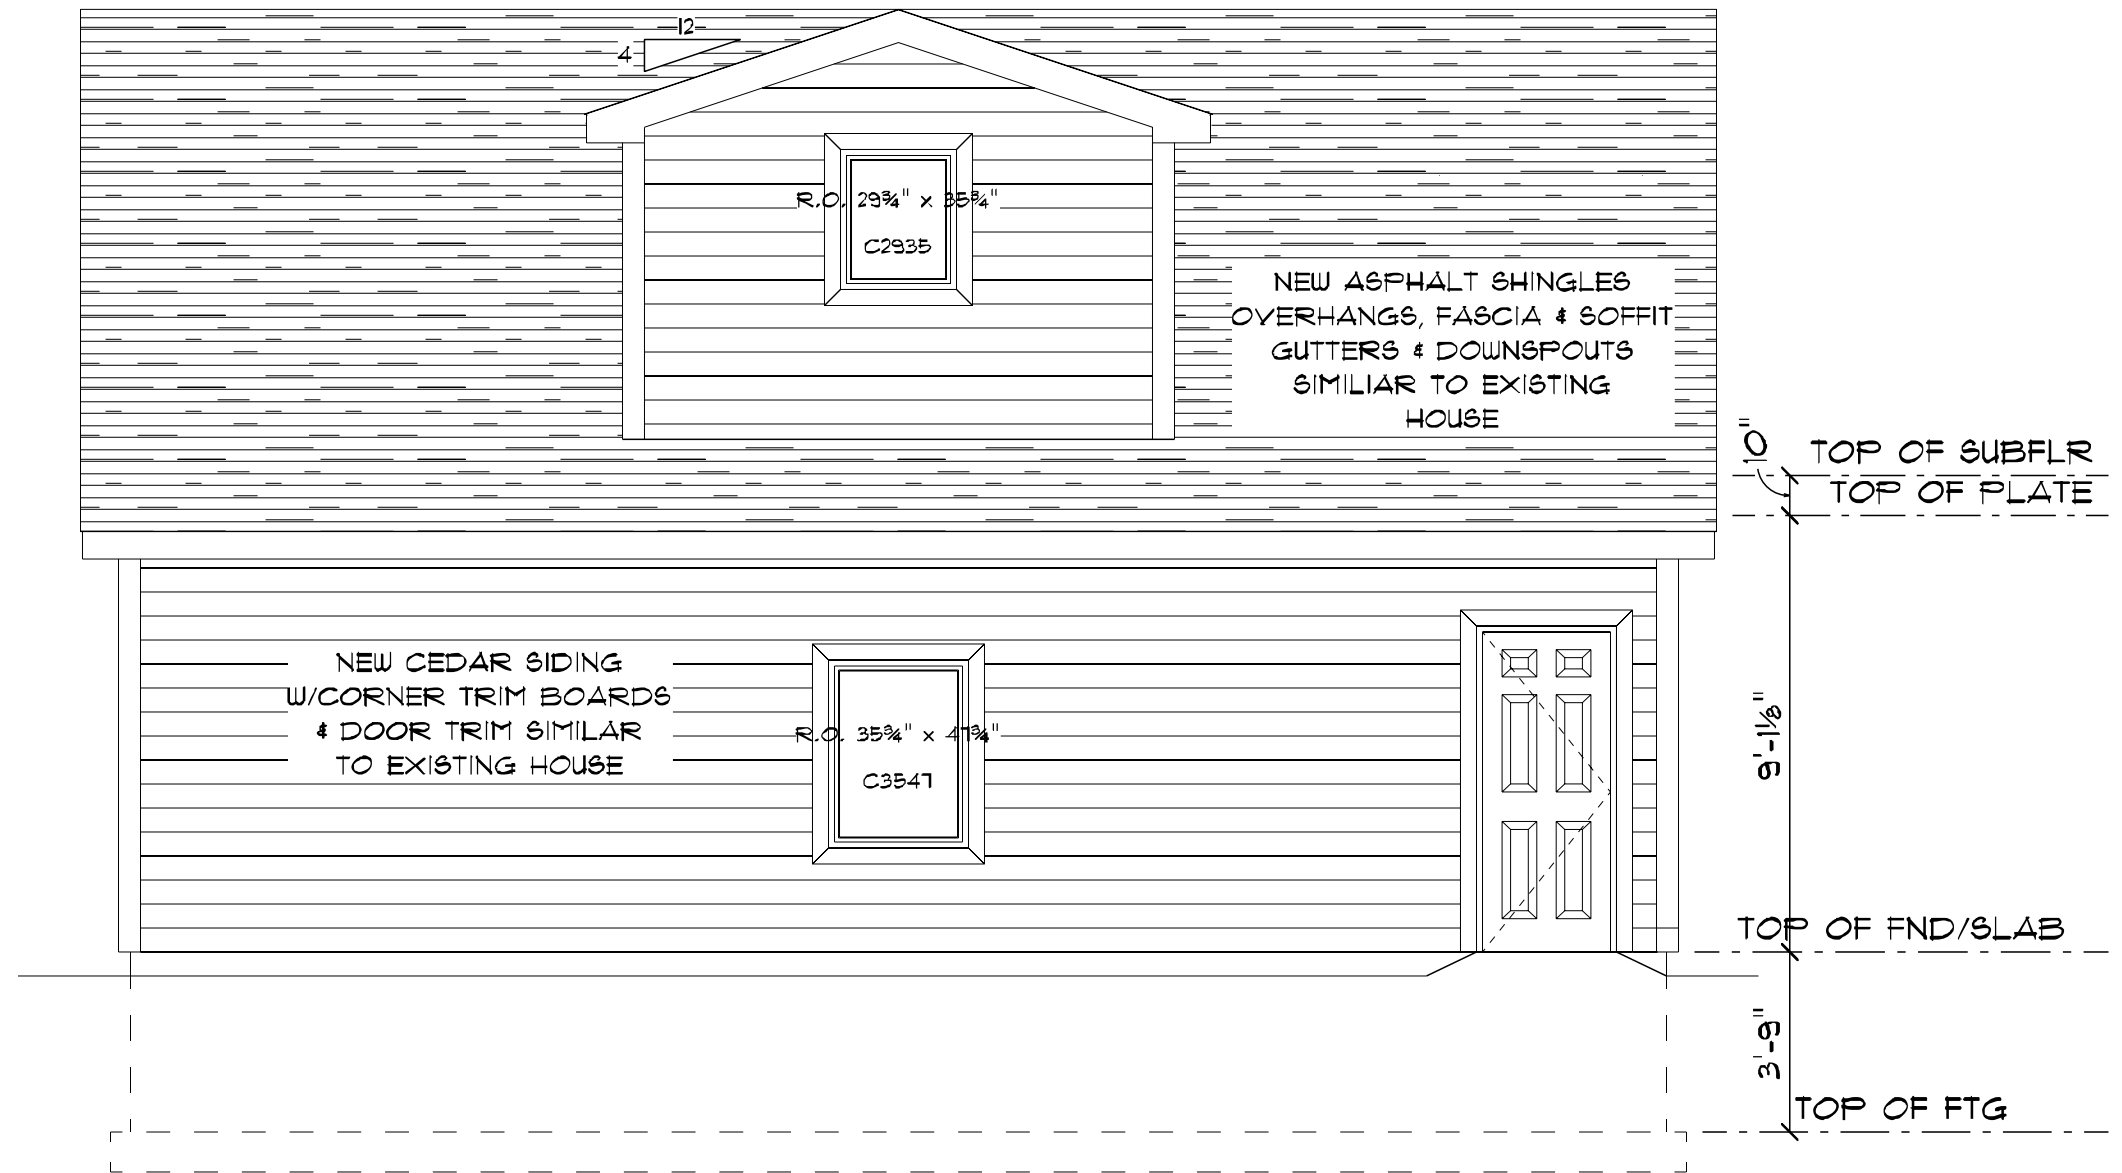 12
4
R.O. 29¾" x 35¾"
C2935
NEW ASPHALT SHINGLES
OVERHANGS, FASCIA & SOFFIT
GUTTERS & DOWNSPOUTS
SIMILIAR TO EXISTING
HOUSE
10"
TOP OF SUBFLR
TOP OF PLATE
NEW CEDAR SIDING
W/CORNER TRIM BOARDS
& DOOR TRIM SIMILAR
TO EXISTING HOUSE
R.O. 35¾" x 47¾"
C3547
9'-1⅛"
TOP OF FND/SLAB
3'-9"
TOP OF FTG